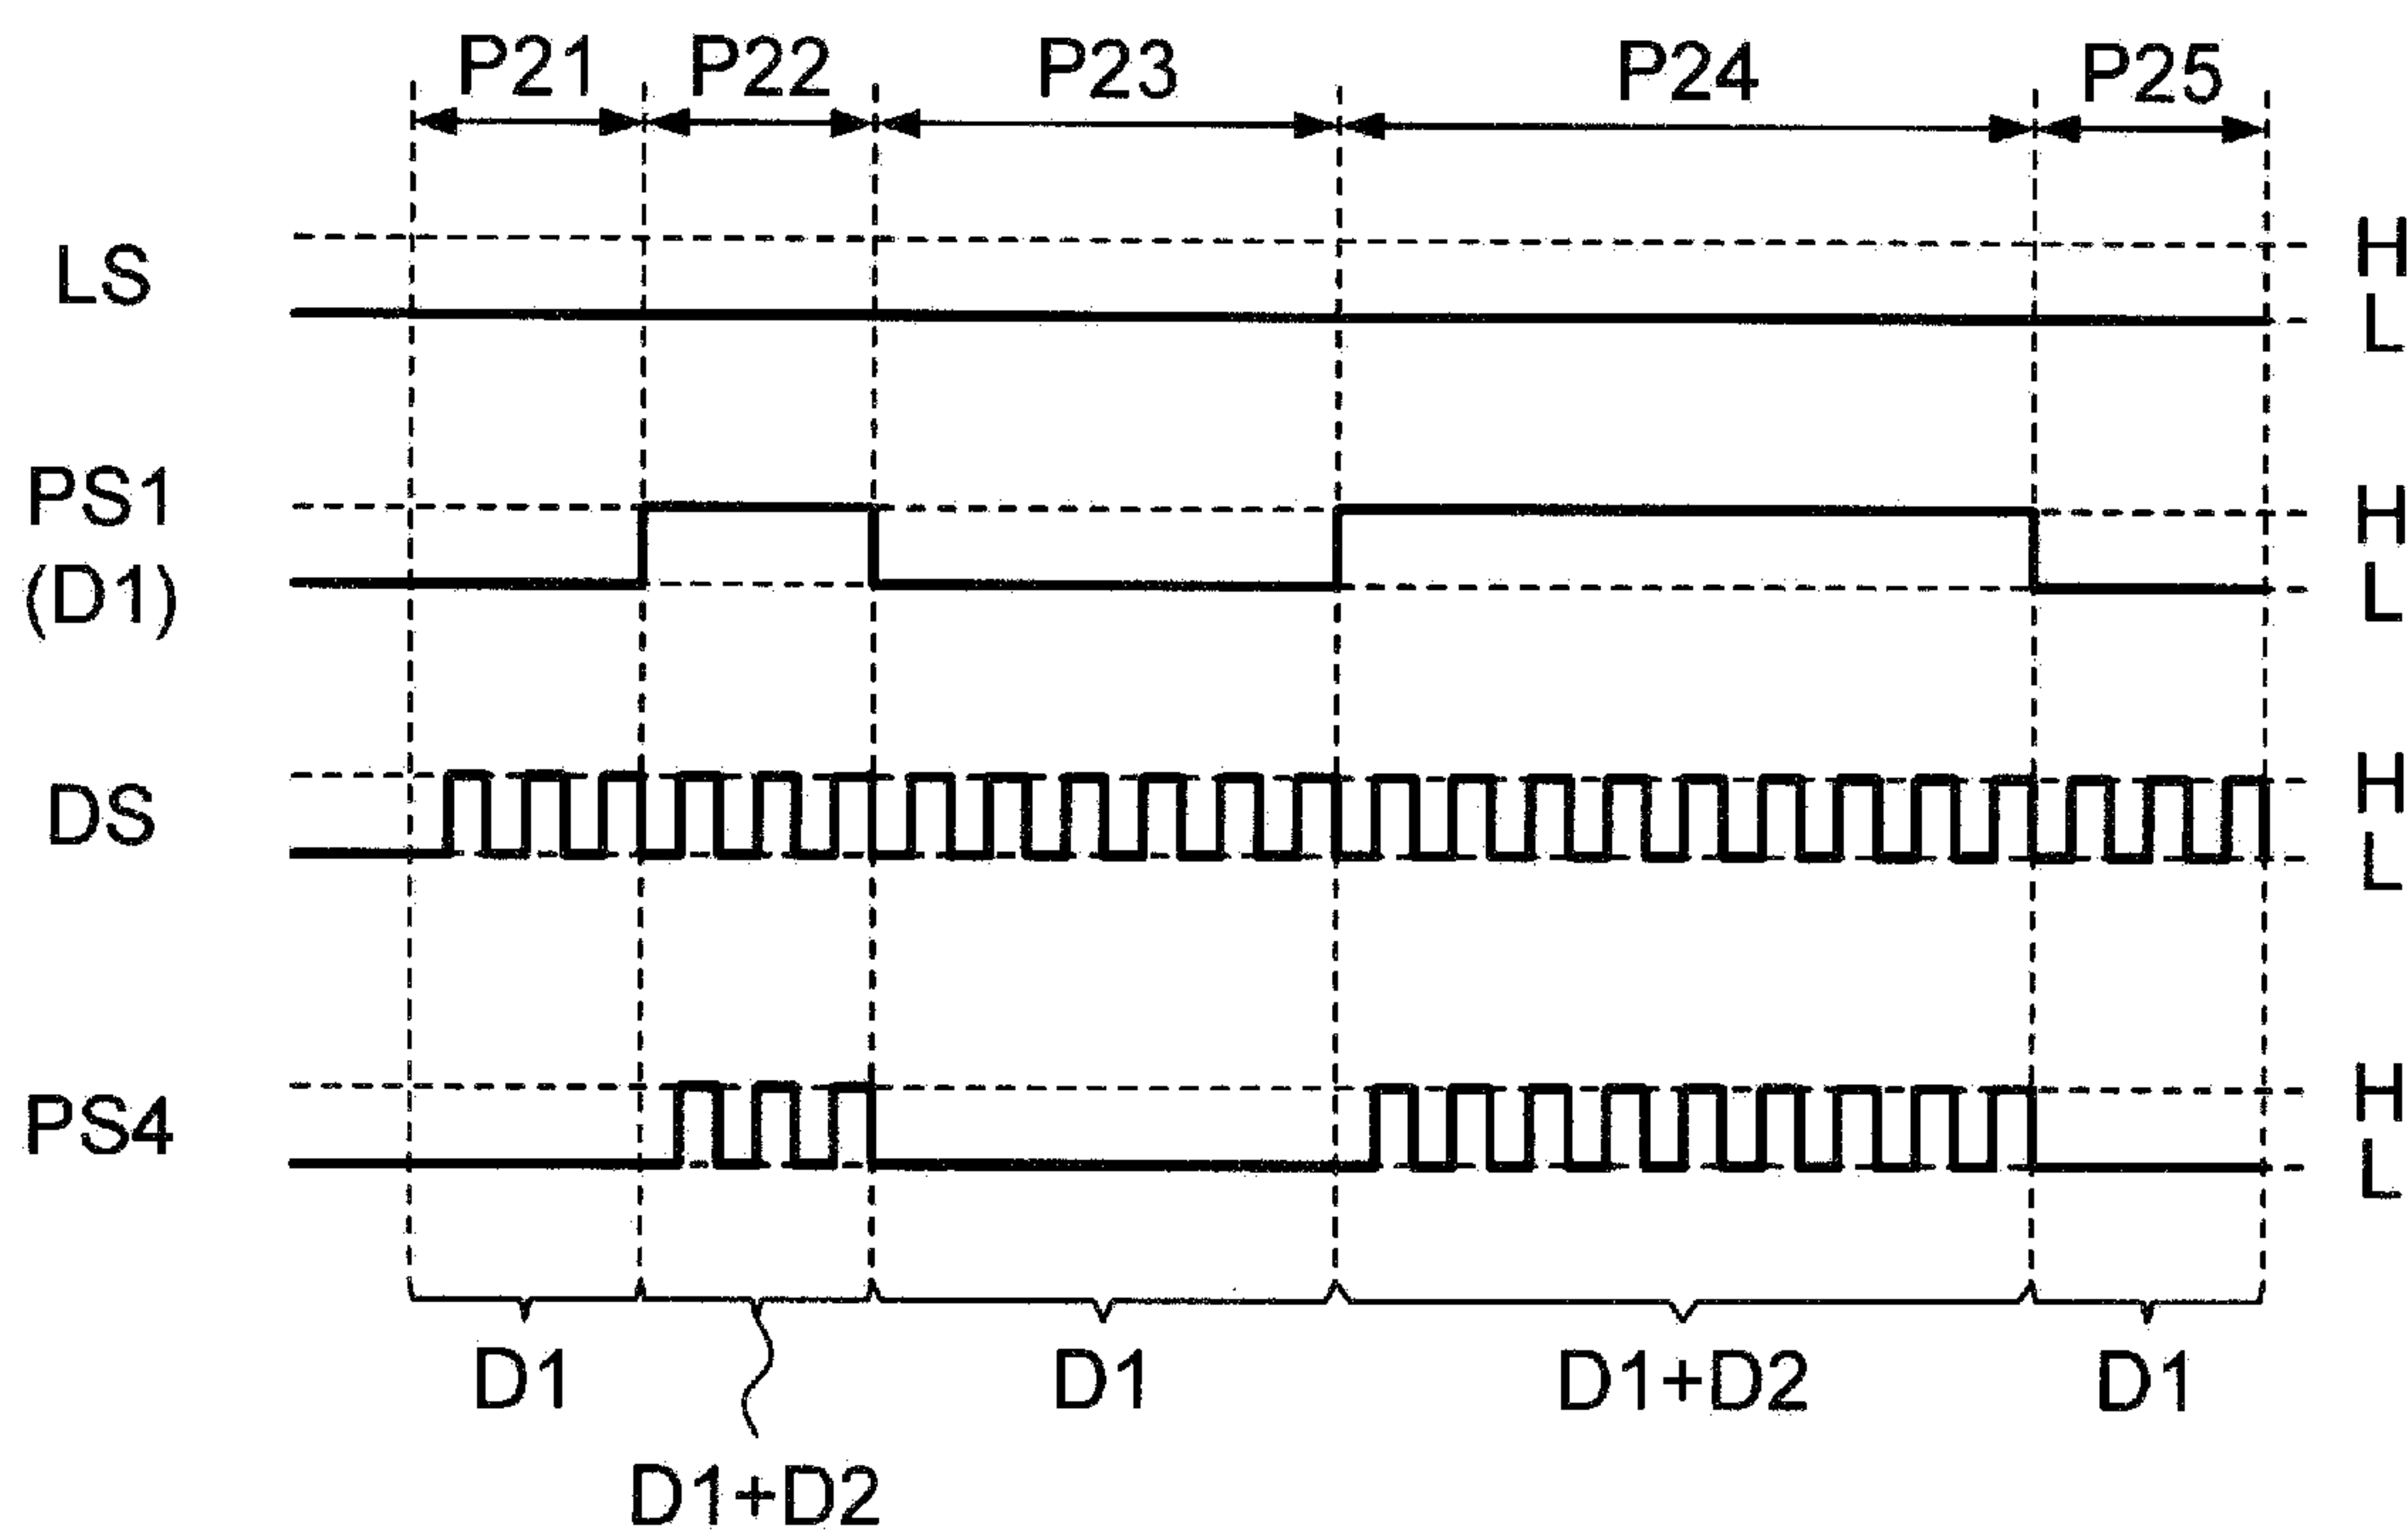 P21 P22 P23 P24 P25
LS H
L
PS1 H
(D1) L
DS H
L
PS4 H
L
D1 D1 D1+D2 D1
D1+D2